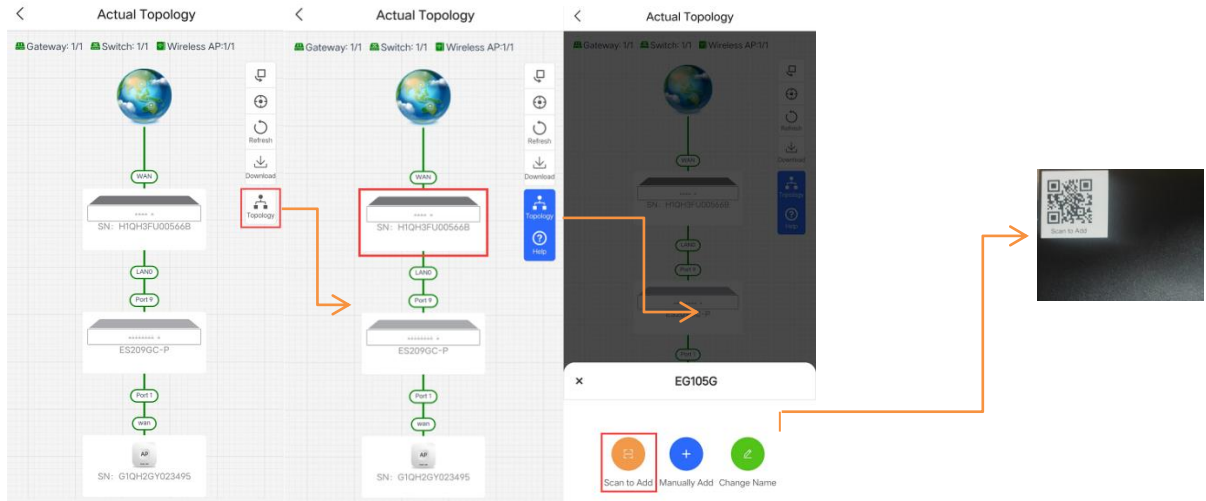 Actual Topology
Gateway: 1/1 Switch: 1/1 Wireless AP:1/1
Refresh
Download
Topology
WAN
SN: H1QH3FU00566B
LAN0
Port 9
ES209GC-P
Port 1
wan
AP
SN: G1QH2GY023495
Actual Topology
Gateway: 1/1 Switch: 1/1 Wireless AP:1/1
Refresh
Download
Topology
Help
WAN
SN: H1QH3FU00566B
LAN0
Port 9
ES209GC-P
Port 1
wan
AP
SN: G1QH2GY023495
Actual Topology
Gateway: 1/1 Switch: 1/1 Wireless AP:1/1
Refresh
Download
Topology
Help
WAN
SN: H1QH3FU00566B
LAN0
Port 9
Port 1
×
EG105G
Scan to Add Manually Add Change Name
Scan to Add